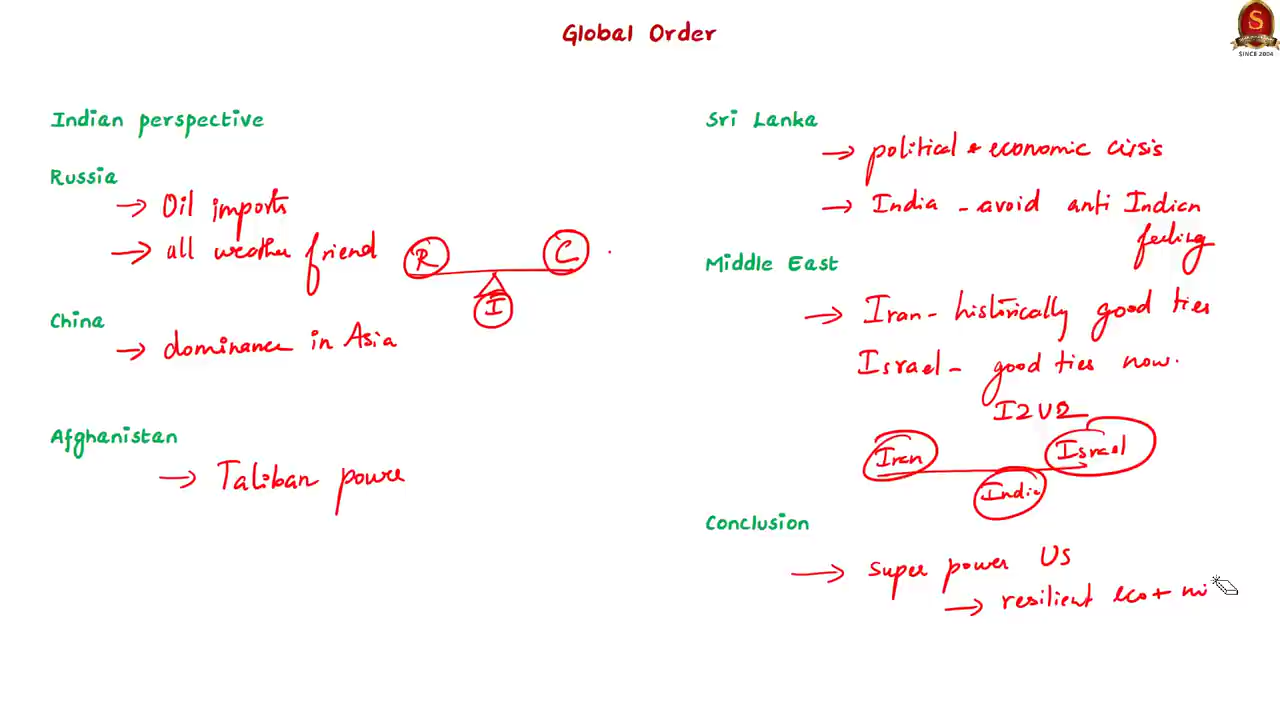 Global Order
S
SINCE 2004
Indian perspective
Russia
→ Oil imports
→ all weather friend
R C
I
China
→ dominance in Asia
Afghanistan
→ Taliban power
Sri Lanka
→ political & economic crisis
→ India - avoid anti Indian
feeling
Middle East
→ Iran - historically good ties
Israel - good ties now.
I2U2
Iran Israel
India
Conclusion
→ super power US
→ resilient eco + mi